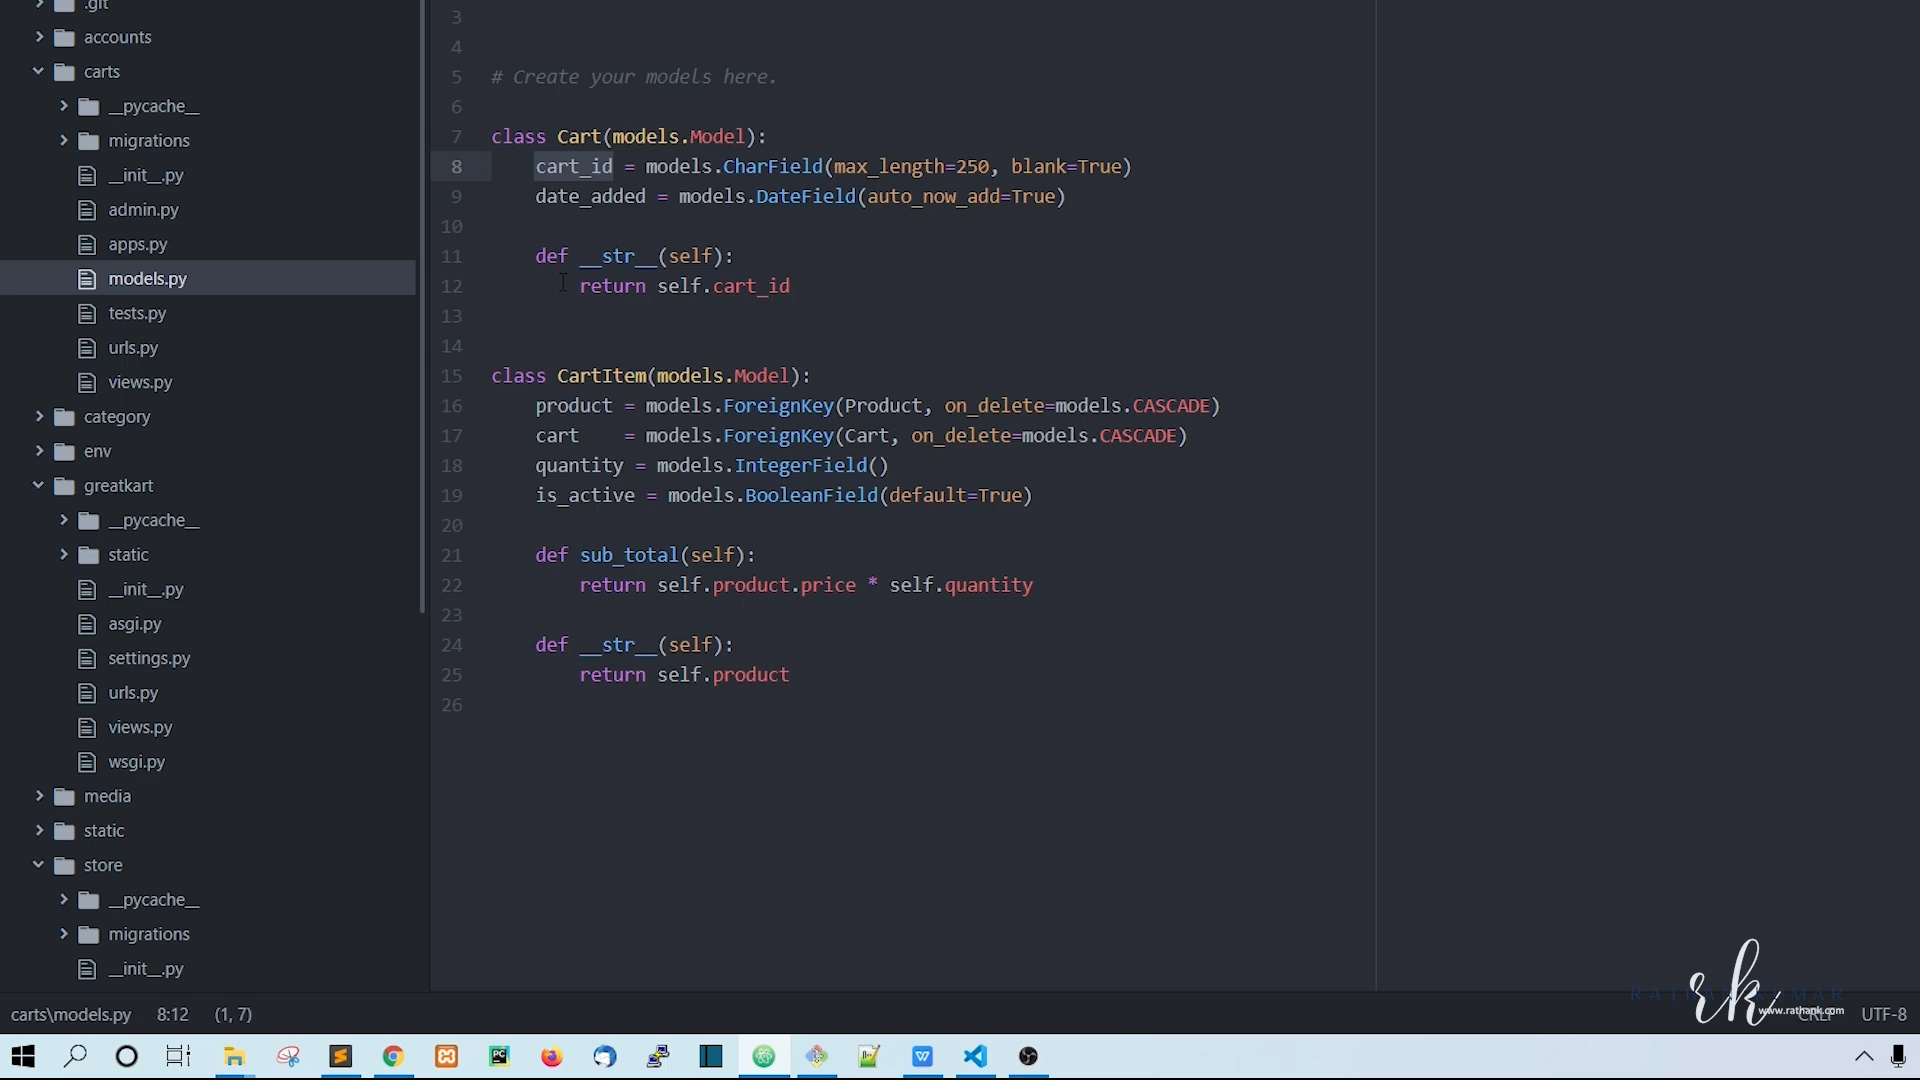 .git
accounts
carts
__pycache__
migrations
__init__.py
admin.py
apps.py
models.py
tests.py
urls.py
views.py
category
env
greatkart
__pycache__
static
__init__.py
asgi.py
settings.py
urls.py
views.py
wsgi.py
media
static
store
__pycache__
migrations
__init__.py
3
4
5 # Create your models here.
6
7 class Cart(models.Model):
8 cart_id = models.CharField(max_length=250, blank=True)
9 date_added = models.DateField(auto_now_add=True)
10
11 def __str__(self):
12 return self.cart_id
13
14
15 class CartItem(models.Model):
16 product = models.ForeignKey(Product, on_delete=models.CASCADE)
17 cart    = models.ForeignKey(Cart, on_delete=models.CASCADE)
18 quantity = models.IntegerField()
19 is_active = models.BooleanField(default=True)
20
21 def sub_total(self):
22 return self.product.price * self.quantity
23
24 def __str__(self):
25 return self.product
26
rk
www.rathank.com
carts\models.py 8:12 (1, 7) CRLF UTF-8